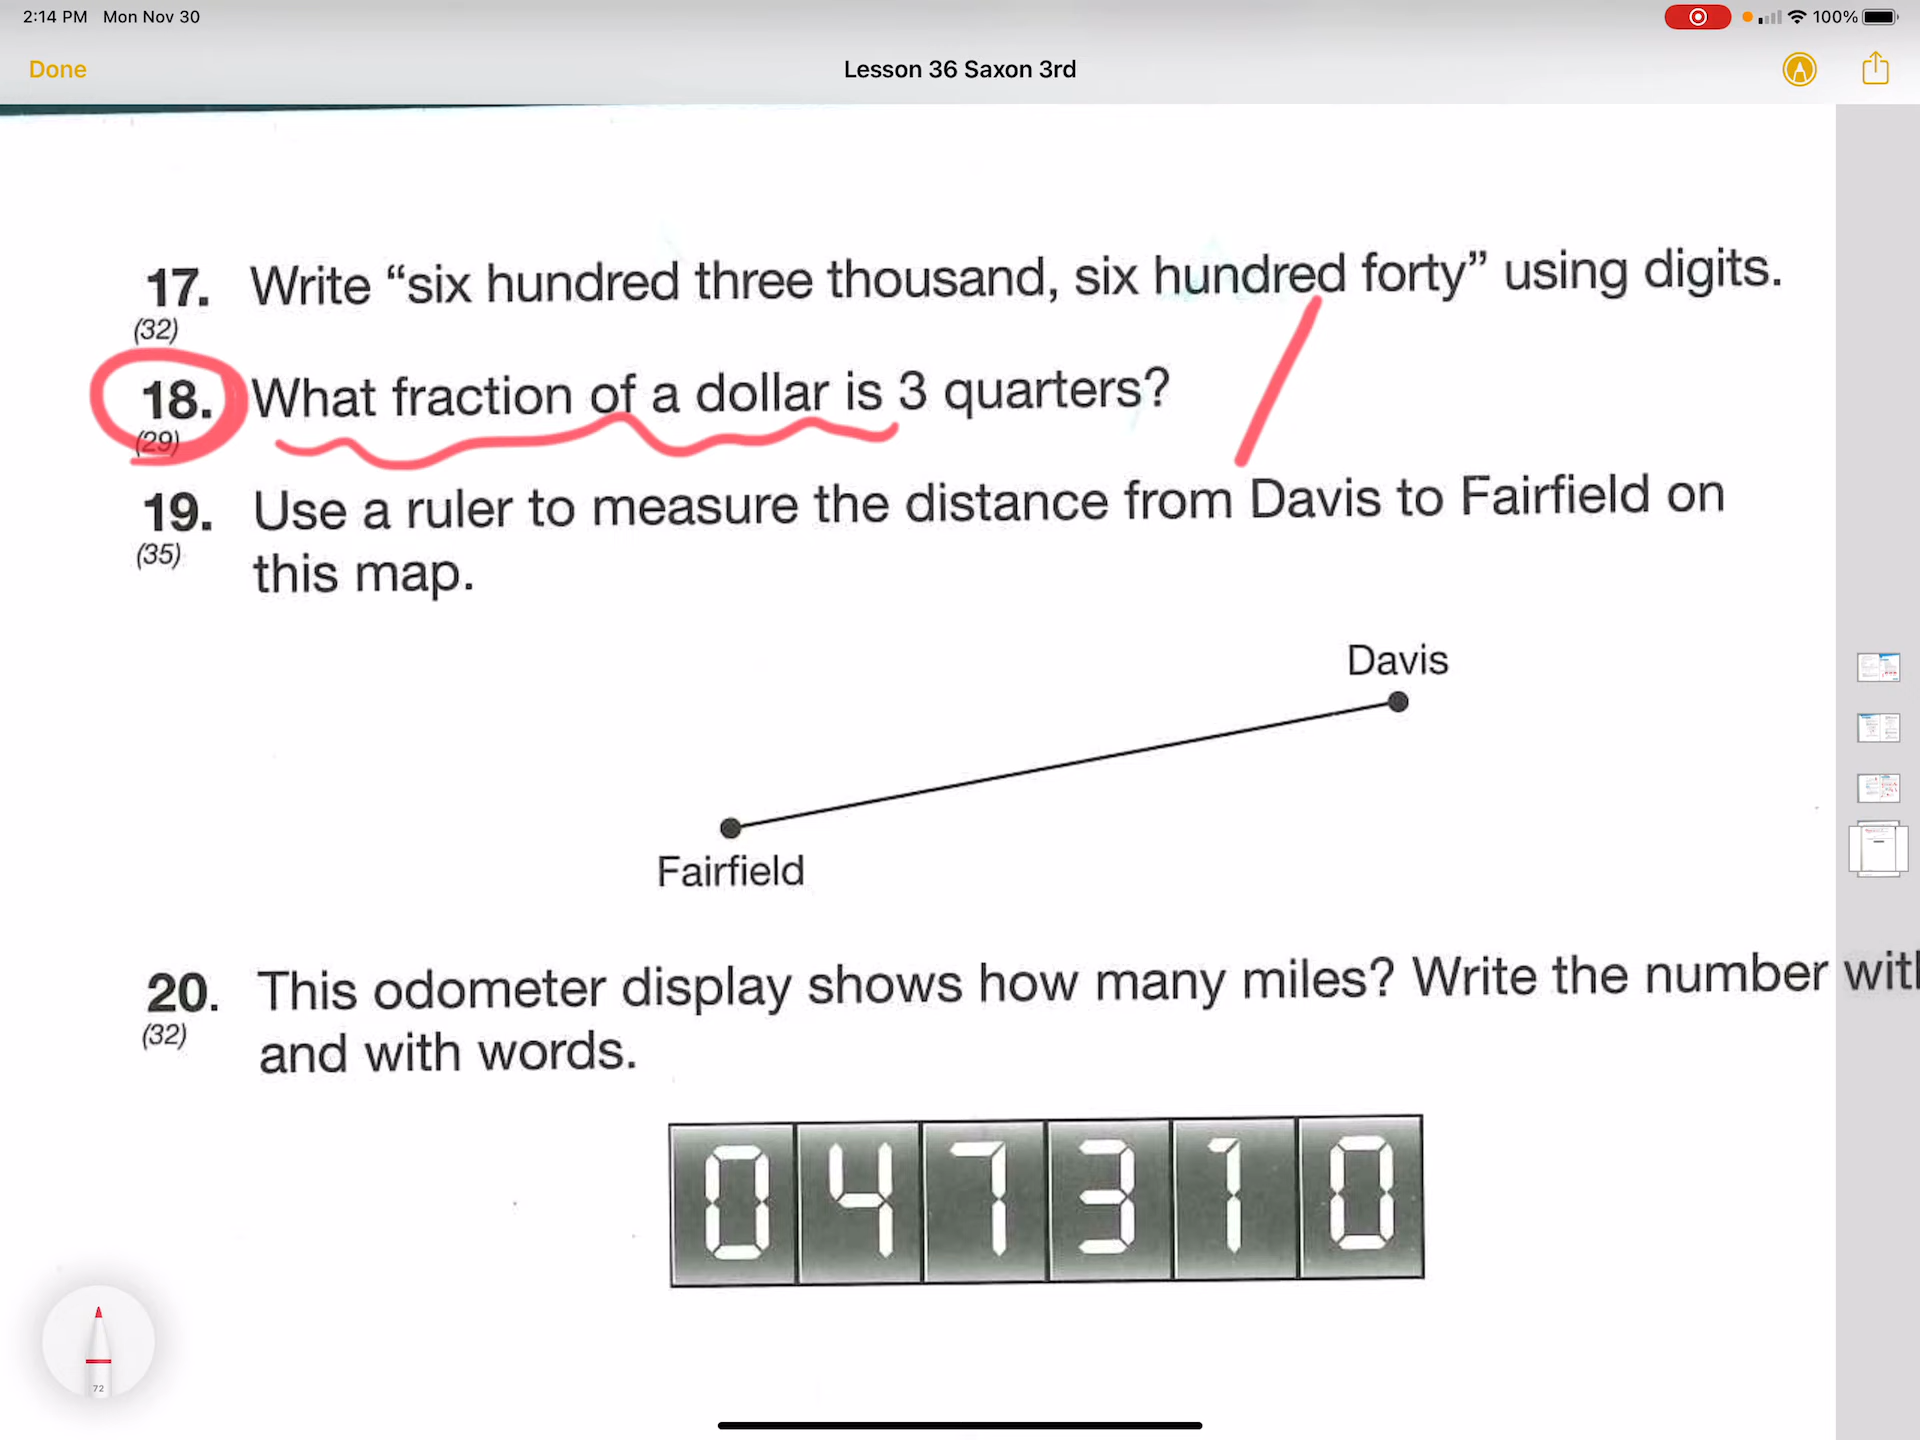 2:14 PM Mon Nov 30
100%
Done
Lesson 36 Saxon 3rd
17. Write “six hundred three thousand, six hundred forty” using digits.
(32)
18. What fraction of a dollar is 3 quarters?
(29)
19. Use a ruler to measure the distance from Davis to Fairfield on
(35)
this map.
Davis
Fairfield
20. This odometer display shows how many miles? Write the number
(32)
and with words.
047310
72